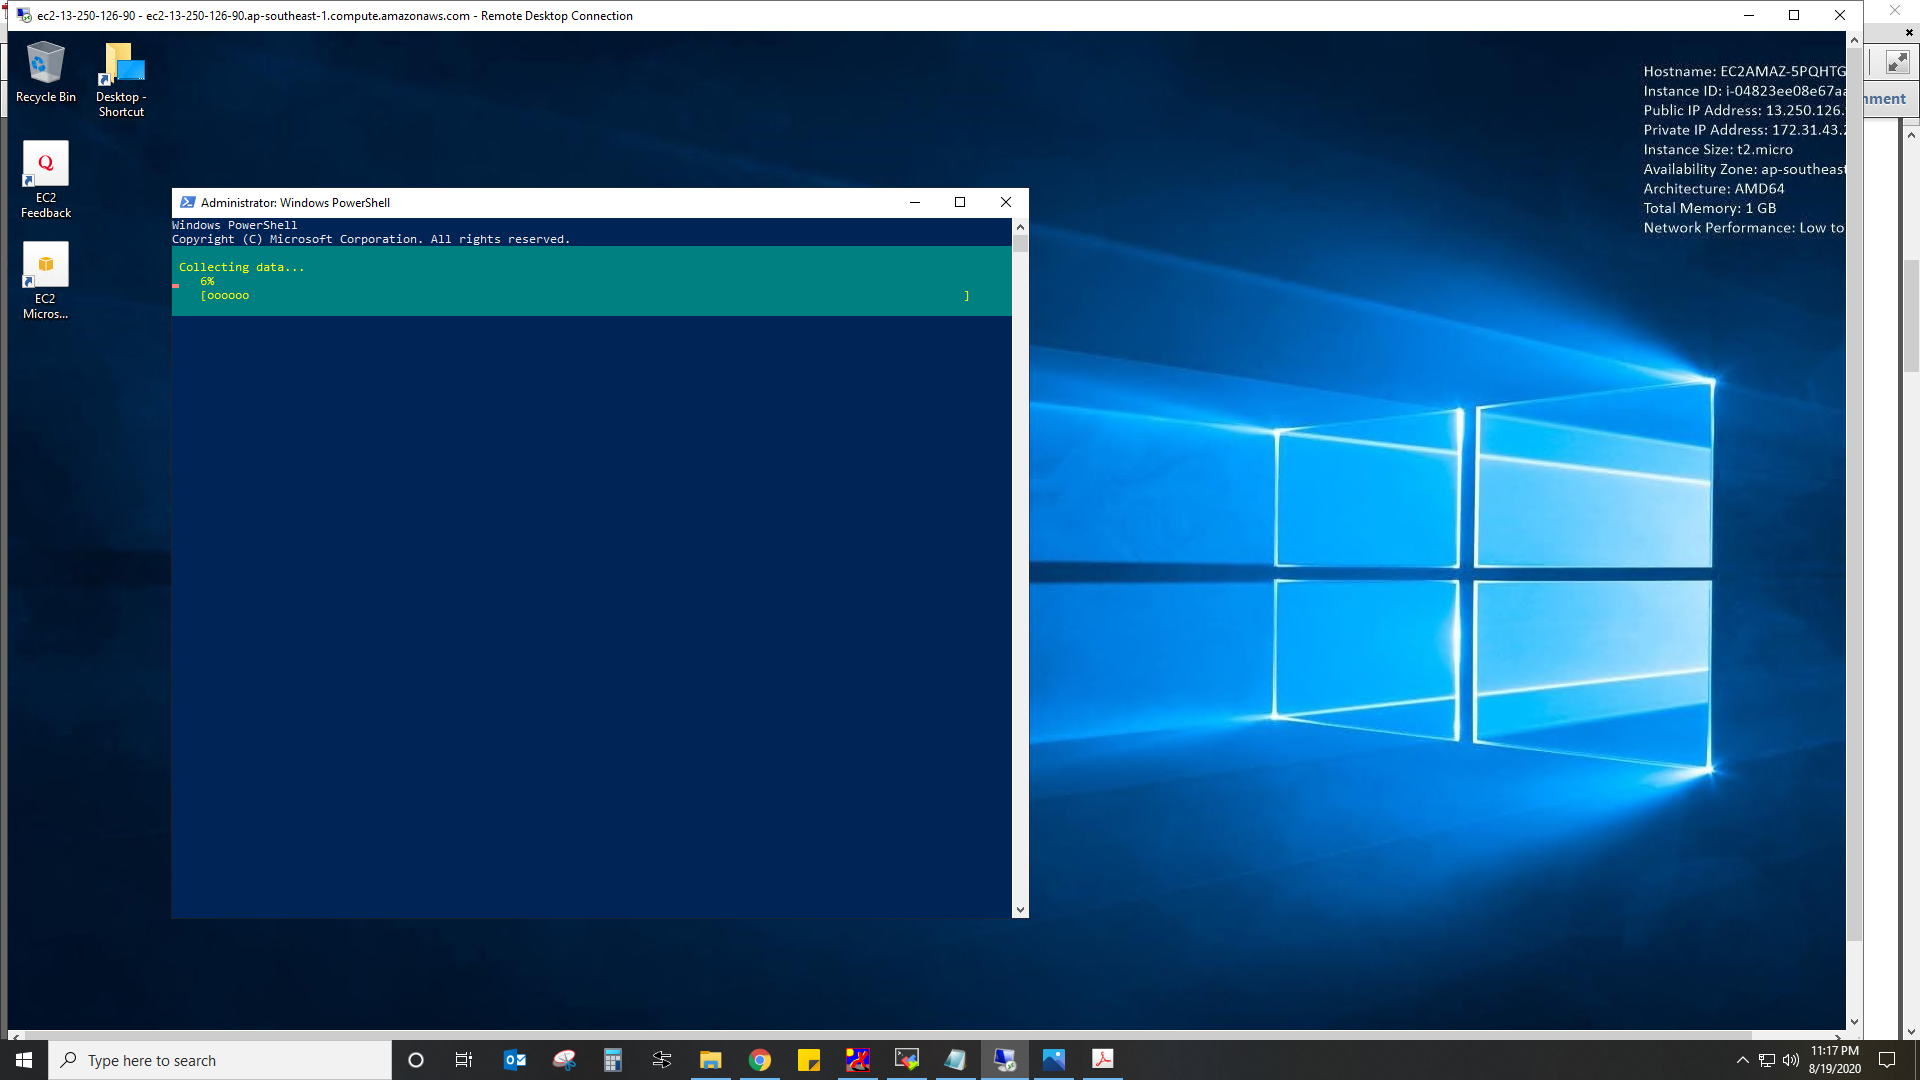 ec2-13-250-126-90 - ec2-13-250-126-90.ap-southeast-1.compute.amazonaws.com - Remote Desktop Connection
Recycle Bin
Desktop -
Shortcut
EC2
Feedback
EC2
Micros...
Hostname: EC2AMAZ-5PQHTG
Instance ID: i-04823ee08e67aa
Public IP Address: 13.250.126.
Private IP Address: 172.31.43.2
Instance Size: t2.micro
Availability Zone: ap-southeast
Architecture: AMD64
Total Memory: 1 GB
Network Performance: Low to
nment
Administrator: Windows PowerShell
Windows PowerShell
Copyright (C) Microsoft Corporation. All rights reserved.
Collecting data...
6%
[oooooo ]
Type here to search
11:17 PM
8/19/2020